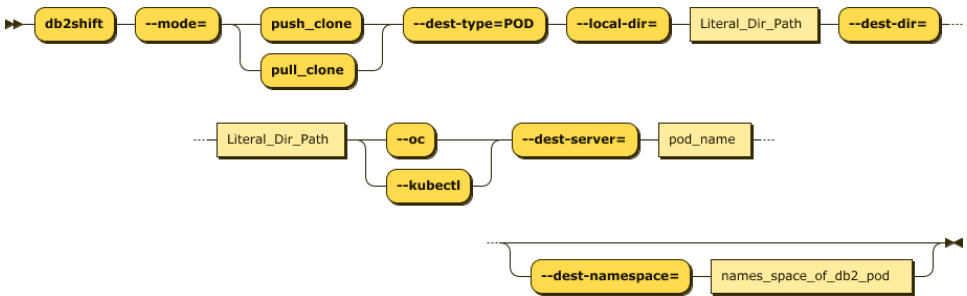 db2shift --mode= push_clone --dest-type=POD --local-dir= Literal_Dir_Path --dest-dir=
pull_clone
Literal_Dir_Path --oc --dest-server= pod_name
--kubectl
--dest-namespace= names_space_of_db2_pod